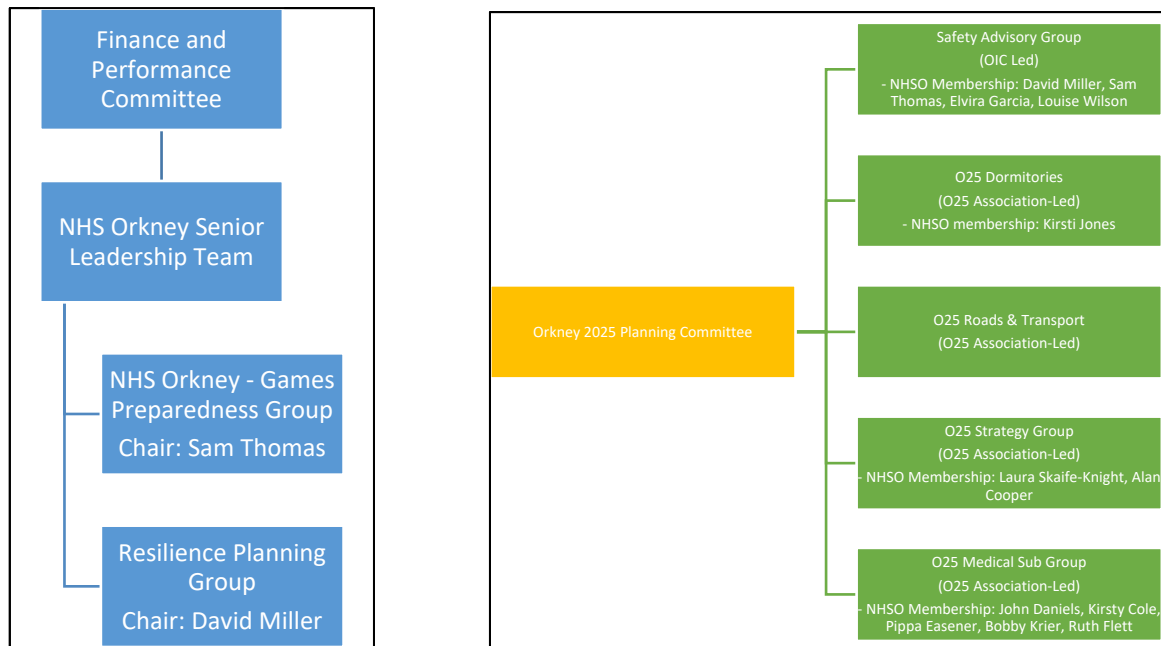 Finance and
Performance
Committee
NHS Orkney Senior
Leadership Team
NHS Orkney - Games
Preparedness Group
Chair: Sam Thomas
Resilience Planning
Group
Chair: David Miller
Orkney 2025 Planning Committee
Safety Advisory Group
(OIC Led)
- NHSO Membership: David Miller, Sam
Thomas, Elvira Garcia, Louise Wilson
O25 Dormitories
(O25 Association-Led)
- NHSO membership: Kirsti Jones
O25 Roads & Transport
(O25 Association-Led)
O25 Strategy Group
(O25 Association-Led)
- NHSO Membership: Laura Skaife-Knight, Alan
Cooper
O25 Medical Sub Group
(O25 Association-Led)
- NHSO Membership: John Daniels, Kirsty Cole,
Pippa Easener, Bobby Krier, Ruth Flett